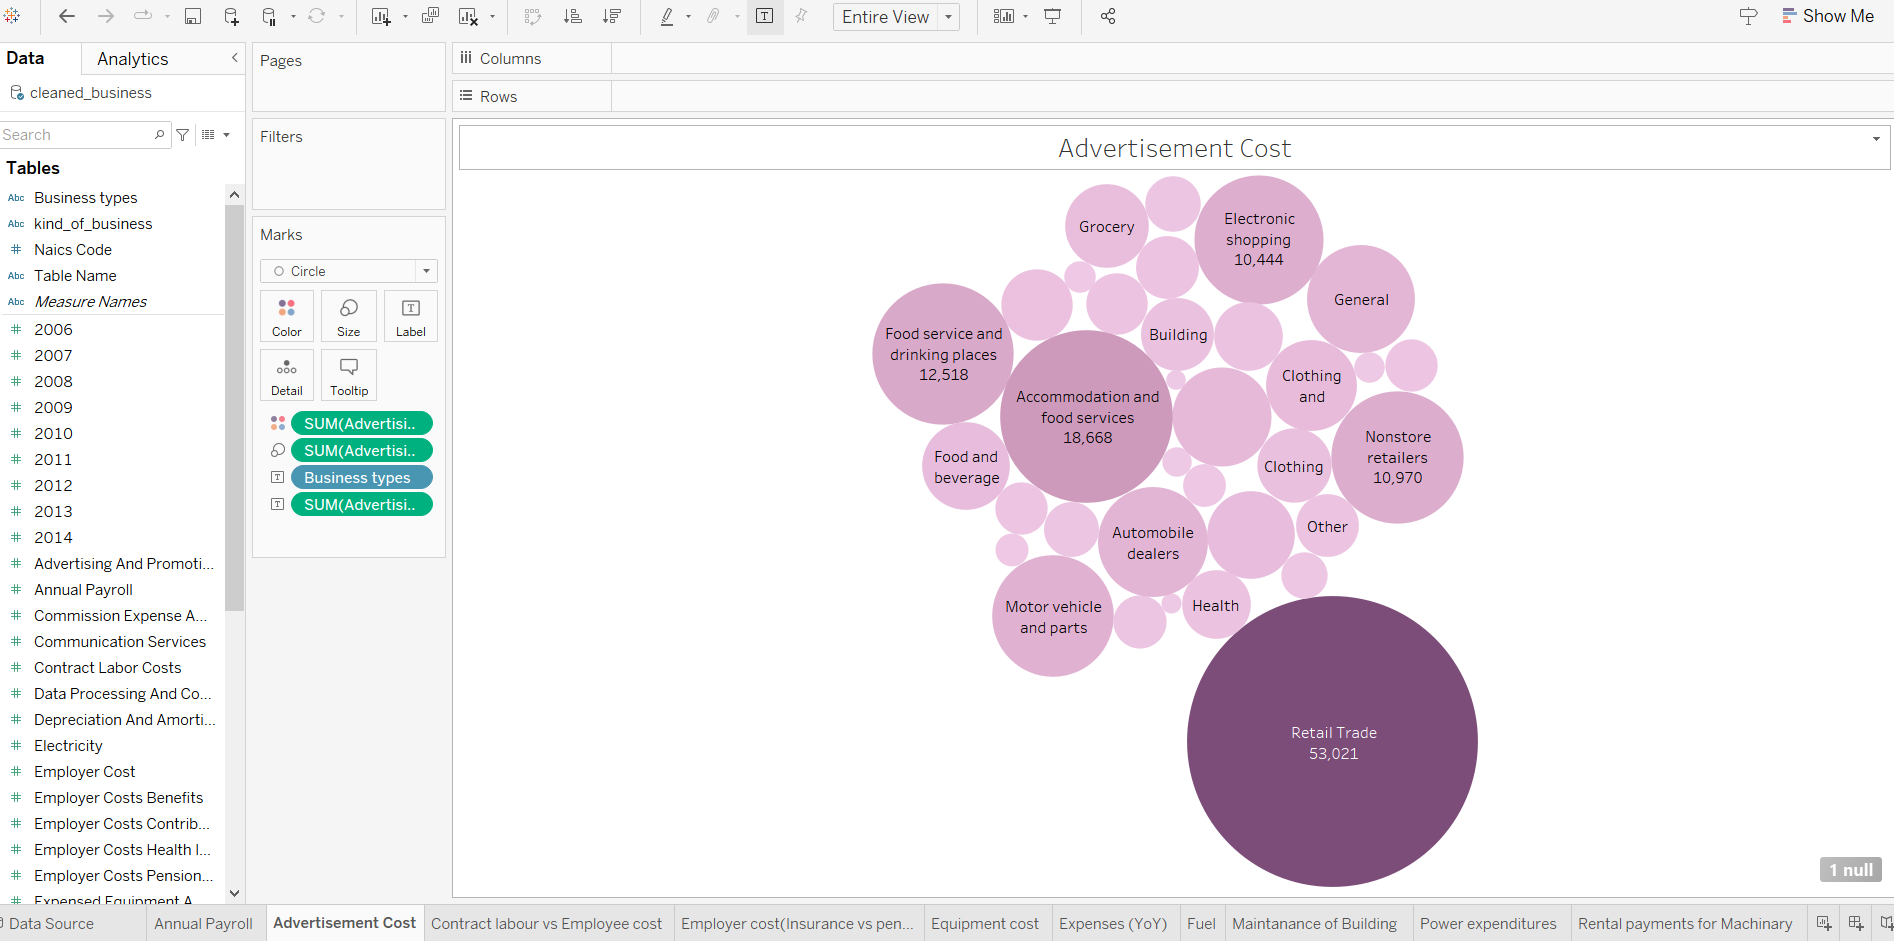 Entire View
Show Me
Data
Analytics
cleaned_business
Search
Tables
Abc Business types
Abc kind_of_business
# Naics Code
Abc Table Name
Abc Measure Names
# 2006
# 2007
# 2008
# 2009
# 2010
# 2011
# 2012
# 2013
# 2014
# Advertising And Promoti...
# Annual Payroll
# Commission Expense A...
# Communication Services
# Contract Labor Costs
# Data Processing And Co...
# Depreciation And Amorti...
# Electricity
# Employer Cost
# Employer Costs Benefits
# Employer Costs Contrib...
# Employer Costs Health I...
# Employer Costs Pension...
# Expensed Equipment A
Pages
Filters
Marks
Circle
Color
Size
Label
Detail
Tooltip
SUM(Advertisi..
SUM(Advertisi..
Business types
SUM(Advertisi..
Columns
Rows
Advertisement Cost
Grocery
Electronic
shopping
10,444
General
Food service and
drinking places
12,518
Building
Accommodation and
food services
18,668
Clothing
and
Nonstore
retailers
10,970
Food and
beverage
Clothing
Automobile
dealers
Other
Motor vehicle
and parts
Health
Retail Trade
53,021
1 null
Data Source
Annual Payroll
Advertisement Cost
Contract labour vs Employee cost
Employer cost(Insurance vs pen...
Equipment cost
Expenses (YoY)
Fuel
Maintanance of Building
Power expenditures
Rental payments for Machinary